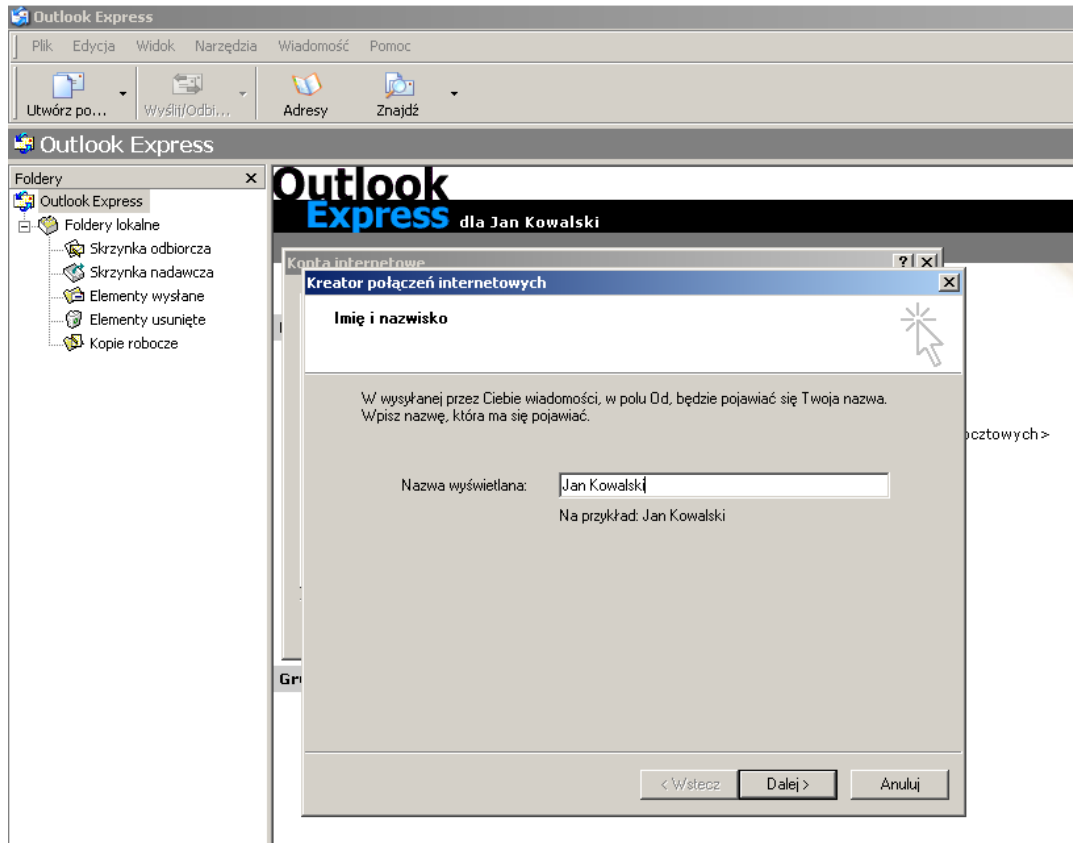 Outlook Express
Plik Edycja Widok Narzędzia Wiadomość Pomoc
Utwórz po... Wyślij/Odbi... Adresy Znajdź
Outlook Express
Foldery
Outlook Express
Foldery lokalne
Skrzynka odbiorcza
Skrzynka nadawcza
Elementy wysłane
Elementy usunięte
Kopie robocze
Outlook
Express dla Jan Kowalski
Konta internetowe
Kreator połączeń internetowych
Imię i nazwisko
W wysyłanej przez Ciebie wiadomości, w polu Od, będzie pojawiać się Twoja nazwa.
Wpisz nazwę, która ma się pojawiać.
ocztowych>
Nazwa wyświetlana: Jan Kowalski
Na przykład: Jan Kowalski
Gr
< Wstecz Dalej > Anuluj